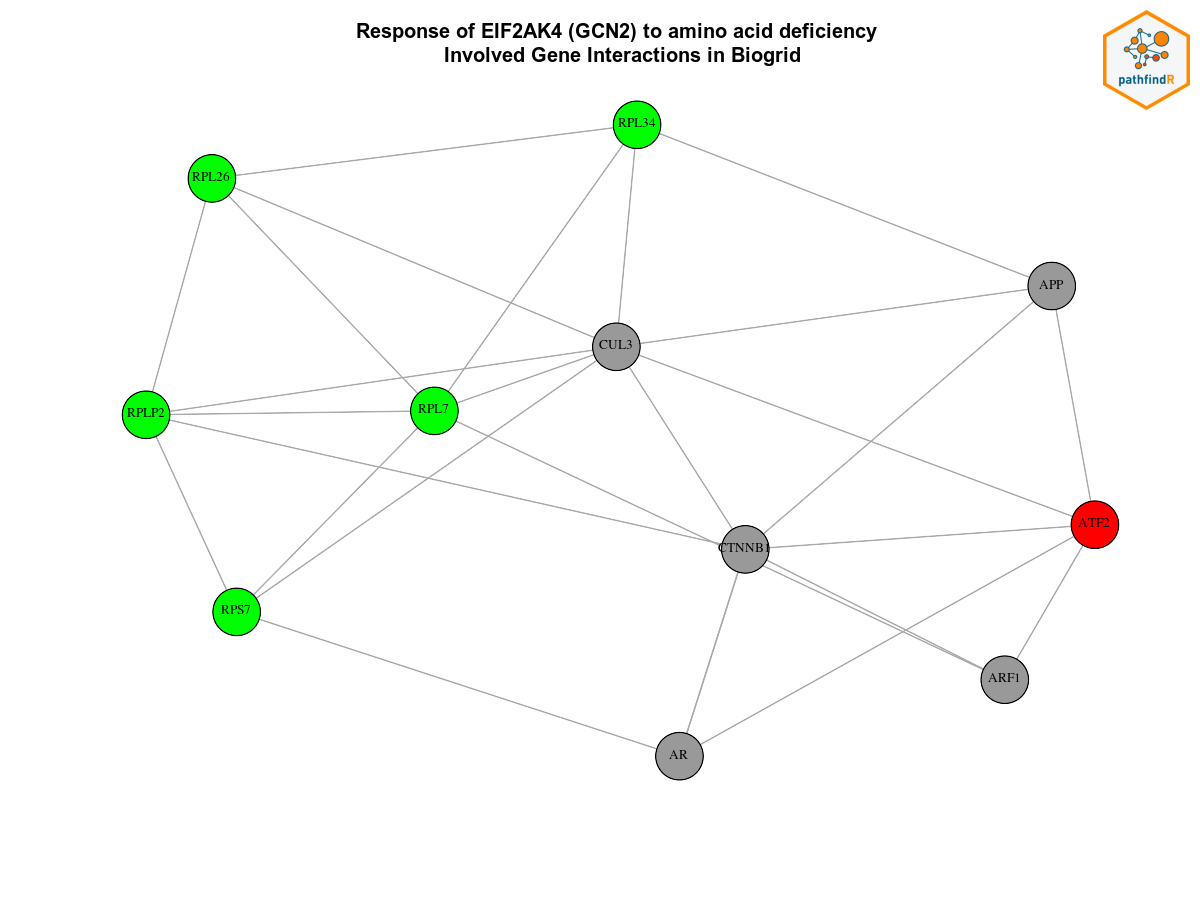 Response of EIF2AK4 (GCN2) to amino acid deficiency
Involved Gene Interactions in Biogrid
pathfindR
RPL34
RPL26
APP
CUL3
RPLP2
RPL7
ATF2
CTNNB1
RPS7
ARF1
AR